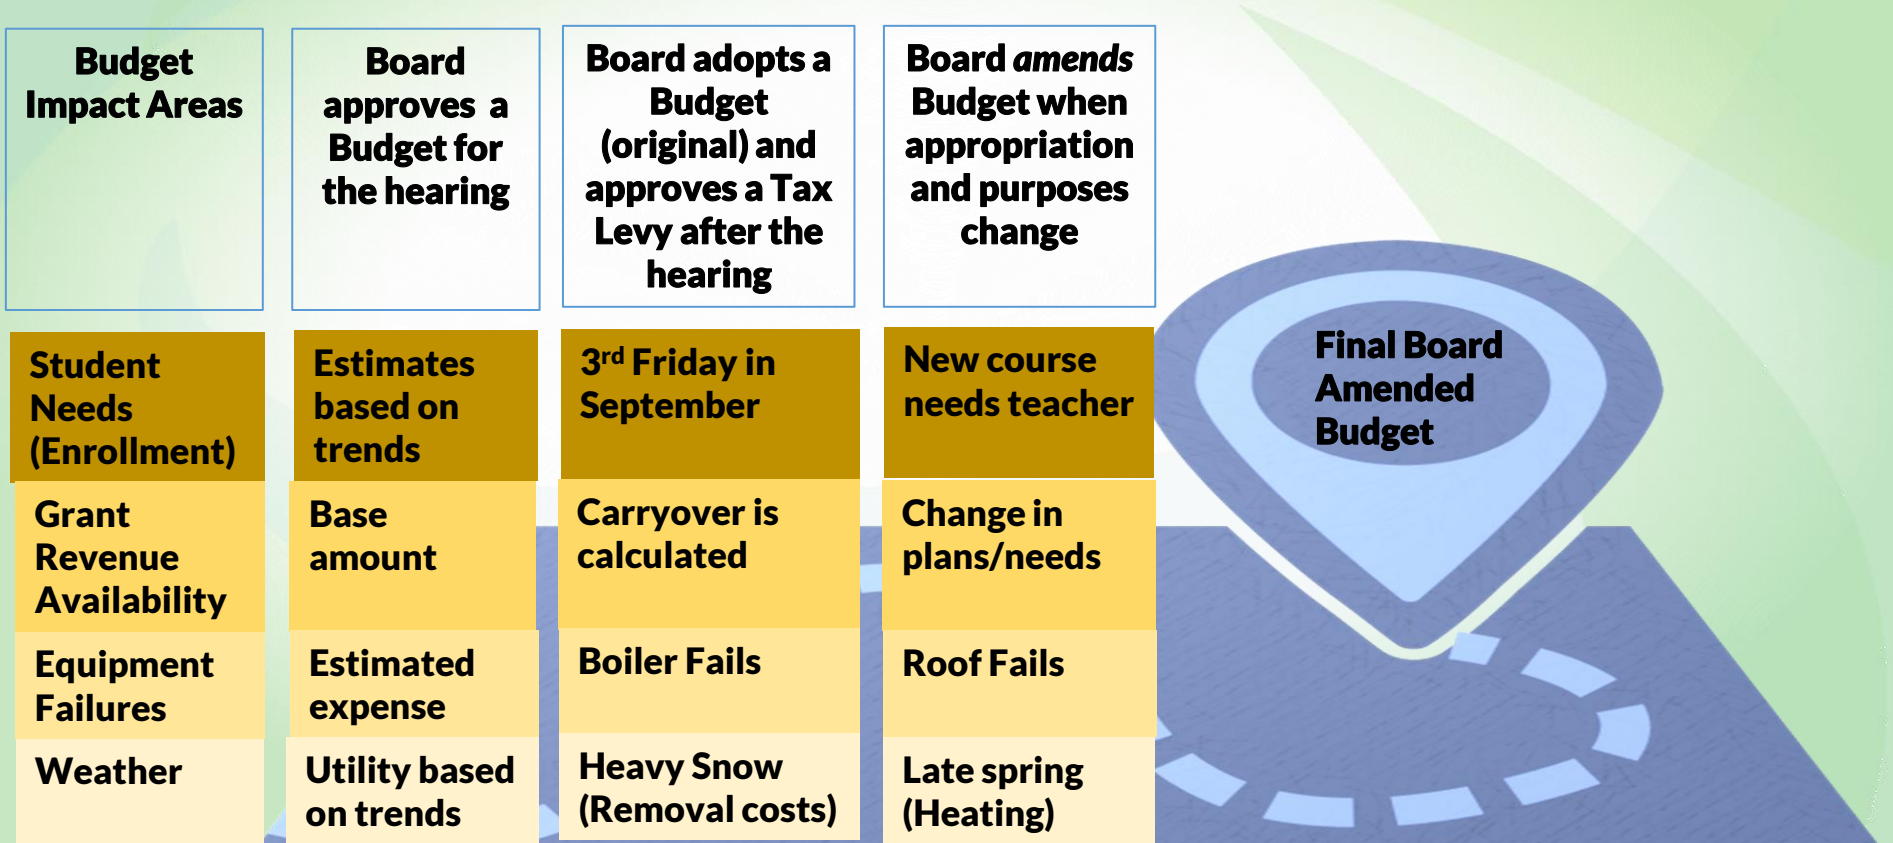 Budget
Impact Areas
Board
approves a
Budget for
the hearing
Board adopts a
Budget
(original) and
approves a Tax
Levy after the
hearing
Board amends
Budget when
appropriation
and purposes
change
Student
Needs
(Enrollment)
Estimates
based on
trends
3rd Friday in
September
New course
needs teacher
Final Board
Amended
Budget
Grant
Revenue
Availability
Base
amount
Carryover is
calculated
Change in
plans/needs
Equipment
Failures
Estimated
expense
Boiler Fails
Roof Fails
Weather
Utility based
on trends
Heavy Snow
(Removal costs)
Late spring
(Heating)